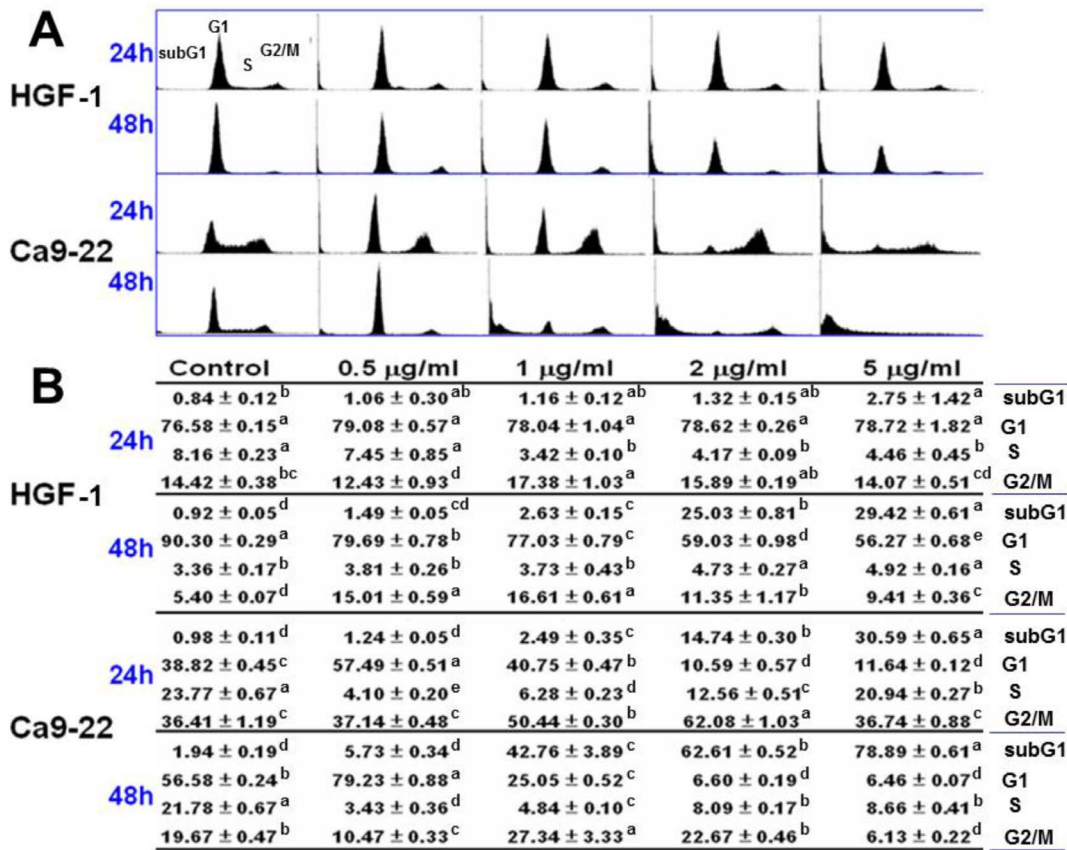 A
24h
subG1 G1 S G2/M
HGF-1
48h
24h
Ca9-22
48h
B
Control 0.5 μg/ml 1 μg/ml 2 μg/ml 5 μg/ml
HGF-1
24h
0.84 ± 0.12 b 1.06 ± 0.30 ab 1.16 ± 0.12 ab 1.32 ± 0.15 ab 2.75 ± 1.42 a subG1
76.58 ± 0.15 a 79.08 ± 0.57 a 78.04 ± 1.04 a 78.62 ± 0.26 a 78.72 ± 1.82 a G1
8.16 ± 0.23 a 7.45 ± 0.85 a 3.42 ± 0.10 b 4.17 ± 0.09 b 4.46 ± 0.45 b S
14.42 ± 0.38 bc 12.43 ± 0.93 d 17.38 ± 1.03 a 15.89 ± 0.19 ab 14.07 ± 0.51 cd G2/M
48h
0.92 ± 0.05 d 1.49 ± 0.05 cd 2.63 ± 0.15 c 25.03 ± 0.81 b 29.42 ± 0.61 a subG1
90.30 ± 0.29 a 79.69 ± 0.78 b 77.03 ± 0.79 c 59.03 ± 0.98 d 56.27 ± 0.68 e G1
3.36 ± 0.17 b 3.81 ± 0.26 b 3.73 ± 0.43 b 4.73 ± 0.27 a 4.92 ± 0.16 a S
5.40 ± 0.07 d 15.01 ± 0.59 a 16.61 ± 0.61 a 11.35 ± 1.17 b 9.41 ± 0.36 c G2/M
Ca9-22
24h
0.98 ± 0.11 d 1.24 ± 0.05 d 2.49 ± 0.35 c 14.74 ± 0.30 b 30.59 ± 0.65 a subG1
38.82 ± 0.45 c 57.49 ± 0.51 a 40.75 ± 0.47 b 10.59 ± 0.57 d 11.64 ± 0.12 d G1
23.77 ± 0.67 a 4.10 ± 0.20 e 6.28 ± 0.23 d 12.56 ± 0.51 c 20.94 ± 0.27 b S
36.41 ± 1.19 c 37.14 ± 0.48 c 50.44 ± 0.30 b 62.08 ± 1.03 a 36.74 ± 0.88 c G2/M
48h
1.94 ± 0.19 d 5.73 ± 0.34 d 42.76 ± 3.89 c 62.61 ± 0.52 b 78.89 ± 0.61 a subG1
56.58 ± 0.24 b 79.23 ± 0.88 a 25.05 ± 0.52 c 6.60 ± 0.19 d 6.46 ± 0.07 d G1
21.78 ± 0.67 a 3.43 ± 0.36 d 4.84 ± 0.10 c 8.09 ± 0.17 b 8.66 ± 0.41 b S
19.67 ± 0.47 b 10.47 ± 0.33 c 27.34 ± 3.33 a 22.67 ± 0.46 b 6.13 ± 0.22 d G2/M